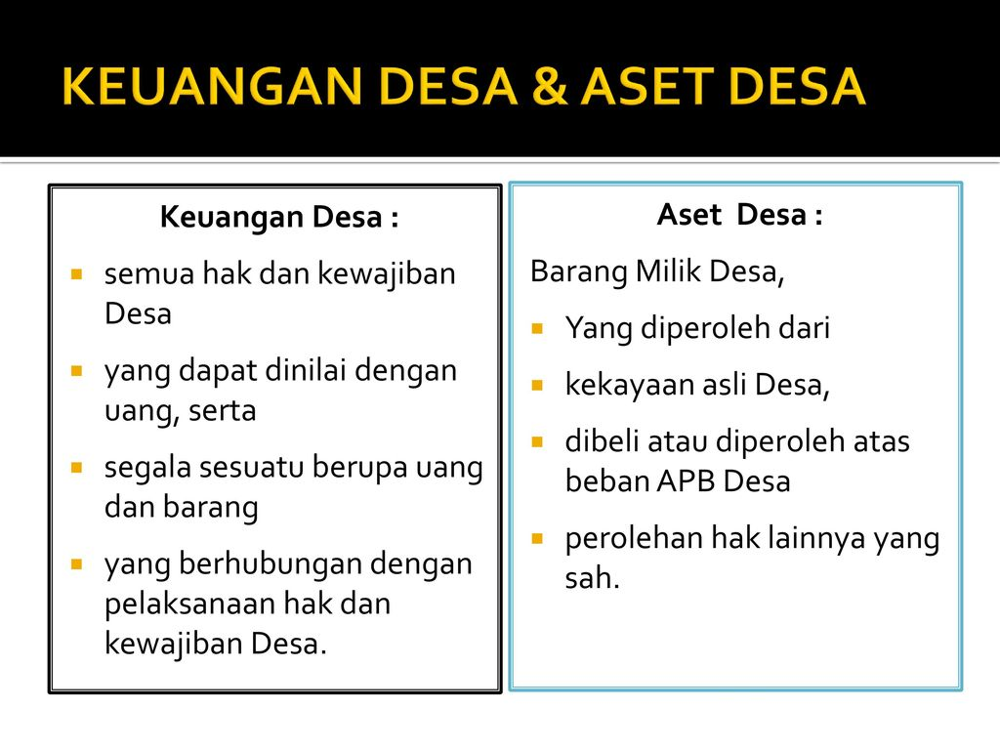 KEUANGAN DESA & ASET DESA
Keuangan Desa :
semua hak dan kewajiban
Desa
yang dapat dinilai dengan
uang, serta
segala sesuatu berupa uang
dan barang
yang berhubungan dengan
pelaksanaan hak dan
kewajiban Desa.
Aset  Desa :
Barang Milik Desa,
Yang diperoleh dari
kekayaan asli Desa,
dibeli atau diperoleh atas
beban APB Desa
perolehan hak lainnya yang
sah.